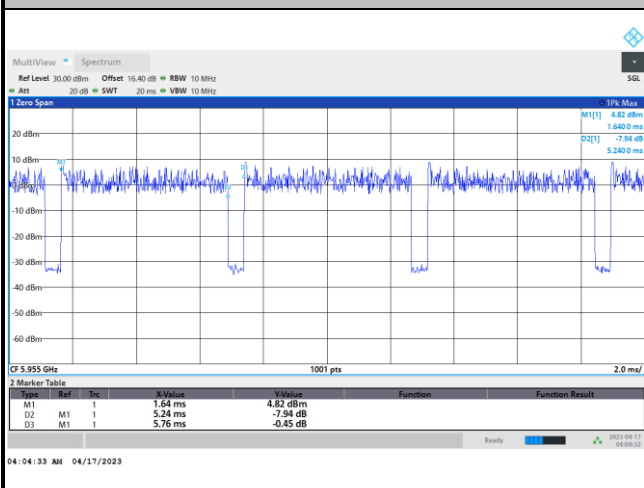 MultiView Spectrum
Ref Level 30.00 dBm Offset 16.40 dB RBW 10 MHz
SGL
Att 20 dB SWT 20 ms VBW 10 MHz
1 Zero Span 1Pk Max
M1[1] 4.82 dBm
1.640 0 ms
D2[1] -7.94 dB
5.240 0 ms
20 dBm
10 dBm
M1
D3
0 dBm
D2
-10 dBm
-20 dBm
-30 dBm
-40 dBm
-50 dBm
-60 dBm
CF 5.955 GHz 1001 pts 2.0 ms/
2 Marker Table
Type Ref Trc X-Value Y-Value Function Function Result
M1 1 1.64 ms 4.82 dBm
D2 M1 1 5.24 ms -7.94 dB
D3 M1 1 5.76 ms -0.45 dB
Ready 2023-04-17
04:04:32
04:04:33 AM 04/17/2023